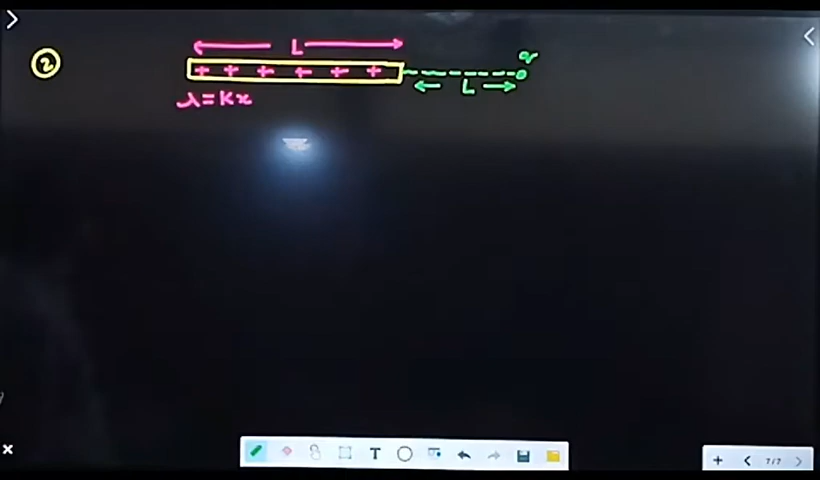 L
②
+ + + + + +
q
L
λ=Kx
T
7/7